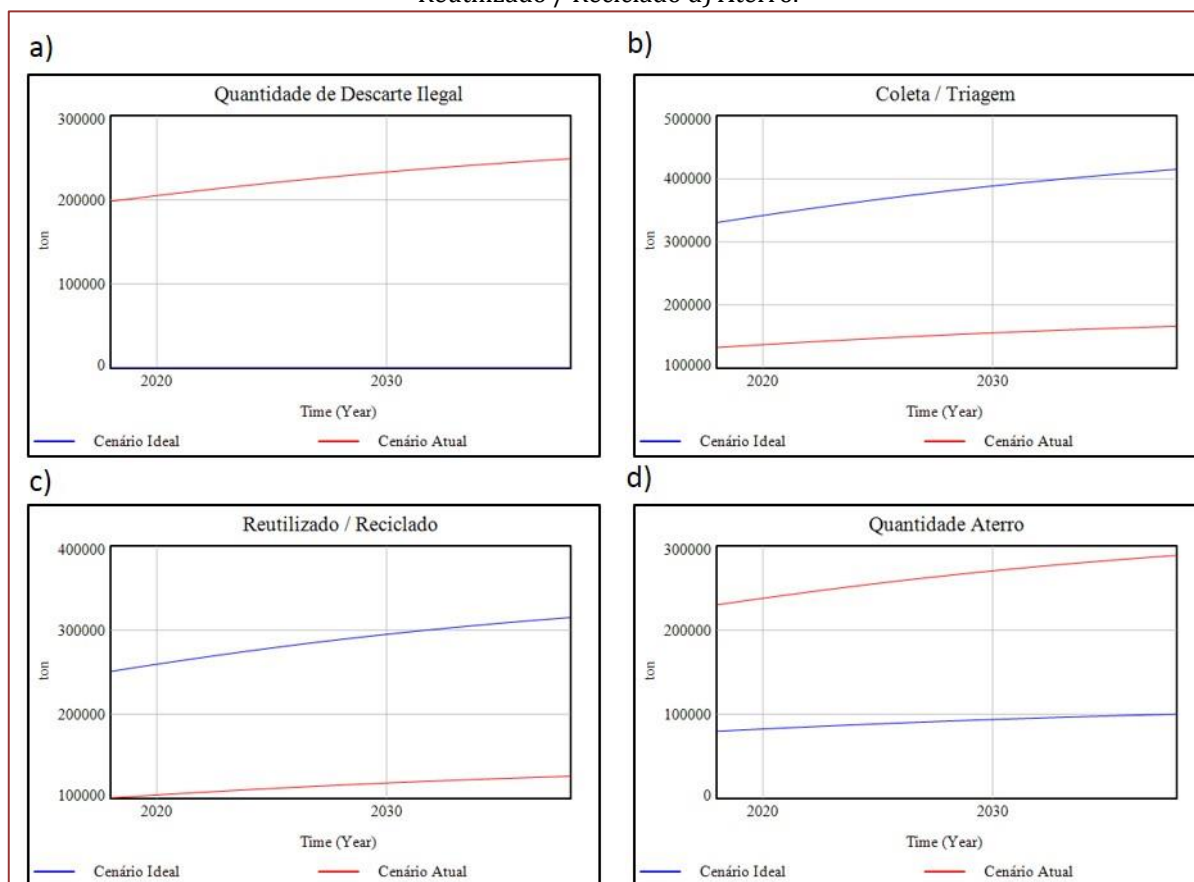 Reutilizado / Reciclado d) Aterro.
a)
Quantidade de Descarte Ilegal
300000
200000
100000
0
ton
2020 2030
Time (Year)
Cenário Ideal Cenário Atual
b)
Coleta / Triagem
500000
400000
300000
200000
100000
ton
2020 2030
Time (Year)
Cenário Ideal Cenário Atual
c)
Reutilizado / Reciclado
400000
300000
200000
100000
ton
2020 2030
Time (Year)
Cenário Ideal Cenário Atual
d)
Quantidade Aterro
300000
200000
100000
0
ton
2020 2030
Time (Year)
Cenário Ideal Cenário Atual